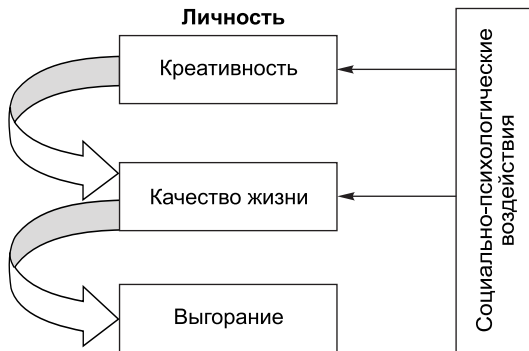 Личность
Креативность
Качество жизни
Выгорание
Социально-психологические
воздействия